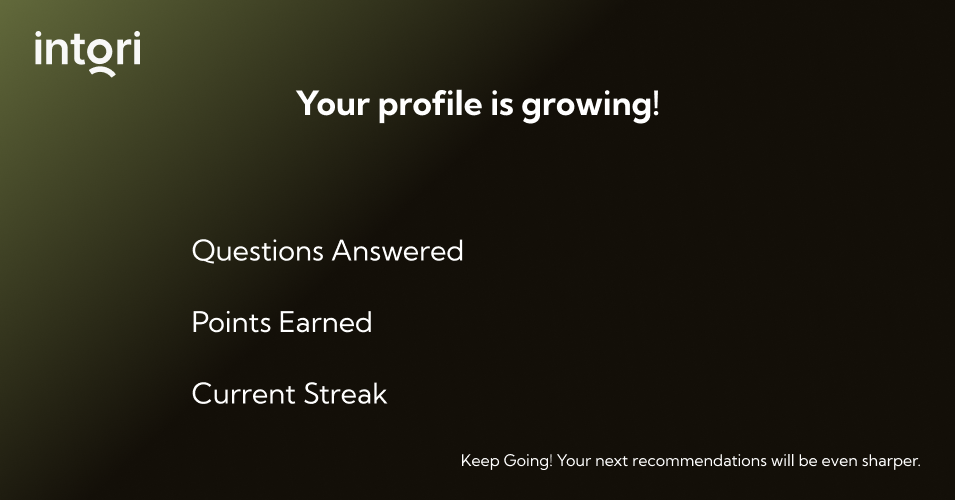 intori
Your profile is growing!
Questions Answered
Points Earned
Current Streak
Keep Going! Your next recommendations will be even sharper.